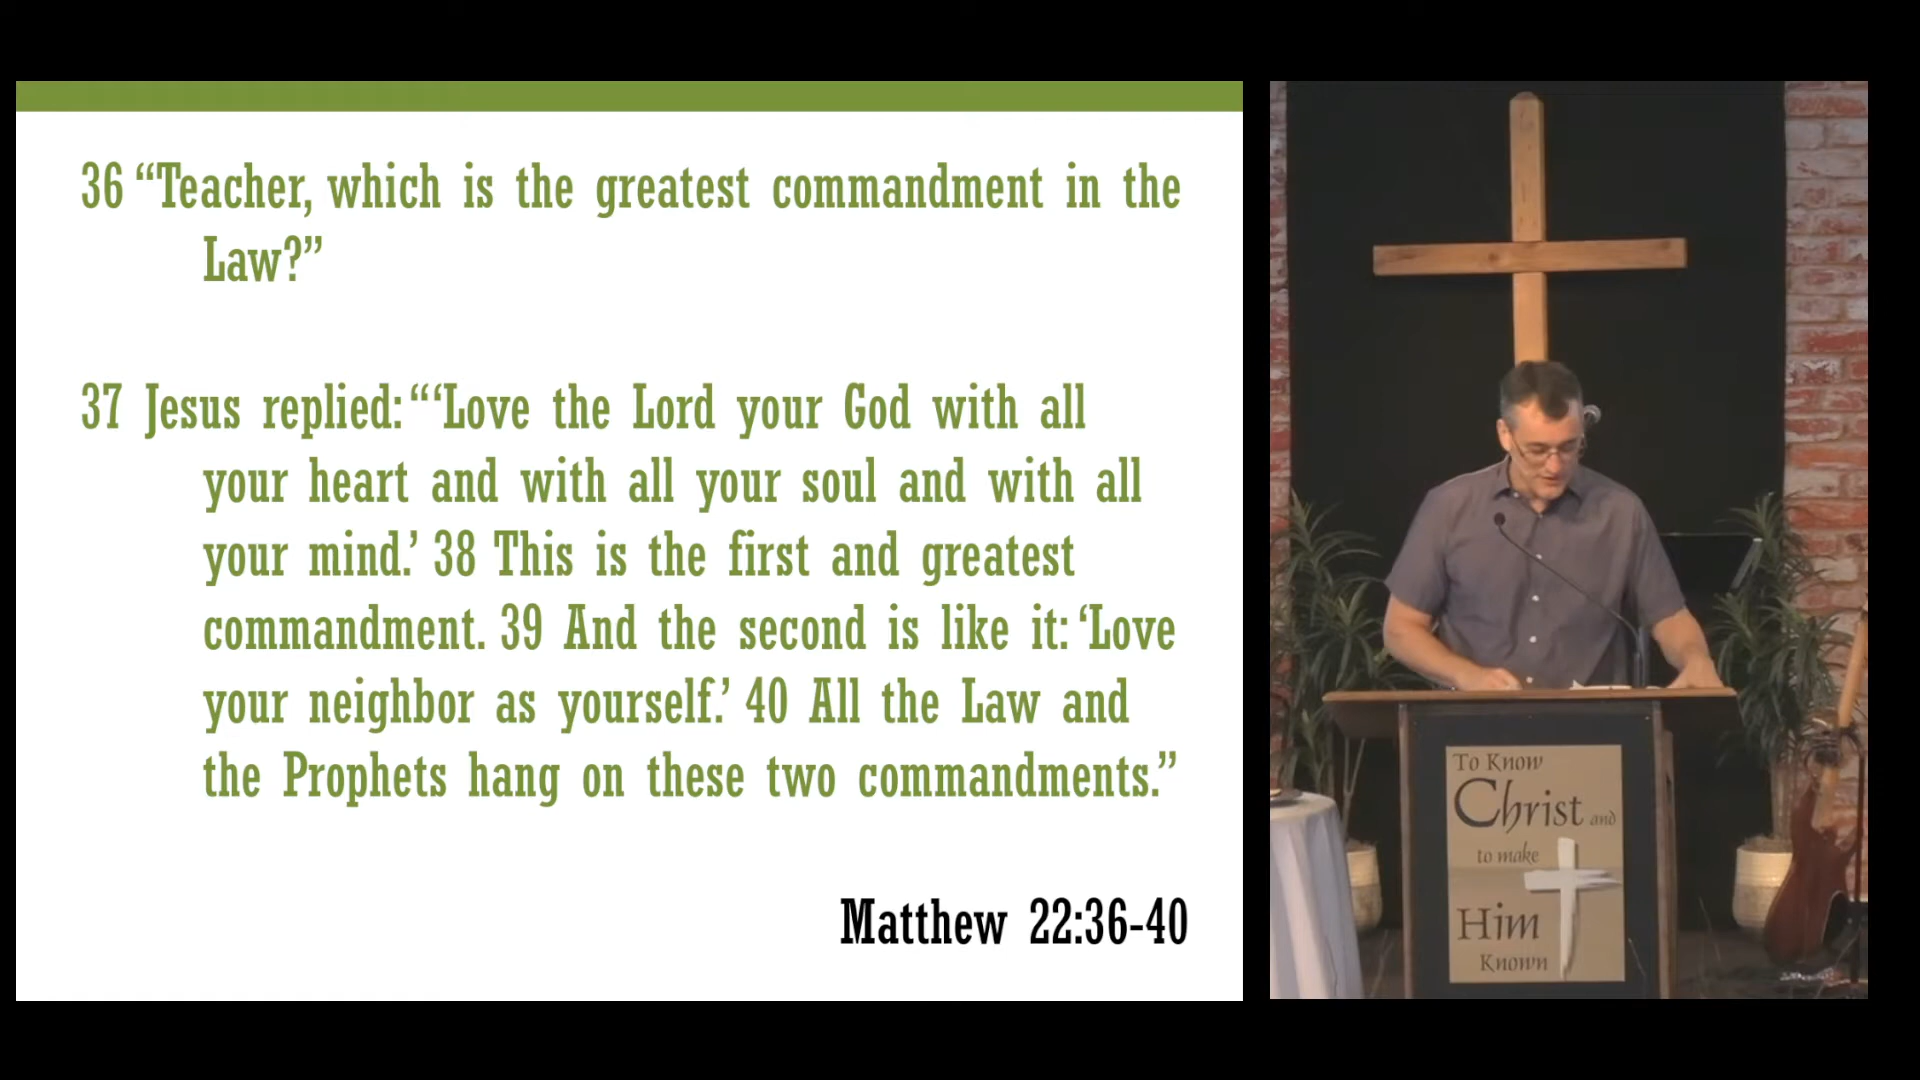 36 “Teacher, which is the greatest commandment in the
Law?”
37 Jesus replied: “‘Love the Lord your God with all
your heart and with all your soul and with all
your mind.’ 38 This is the first and greatest
commandment. 39 And the second is like it: ‘Love
your neighbor as yourself.’ 40 All the Law and
the Prophets hang on these two commandments.”
Matthew 22:36-40
To Know
Christ and
to make
Him
Known